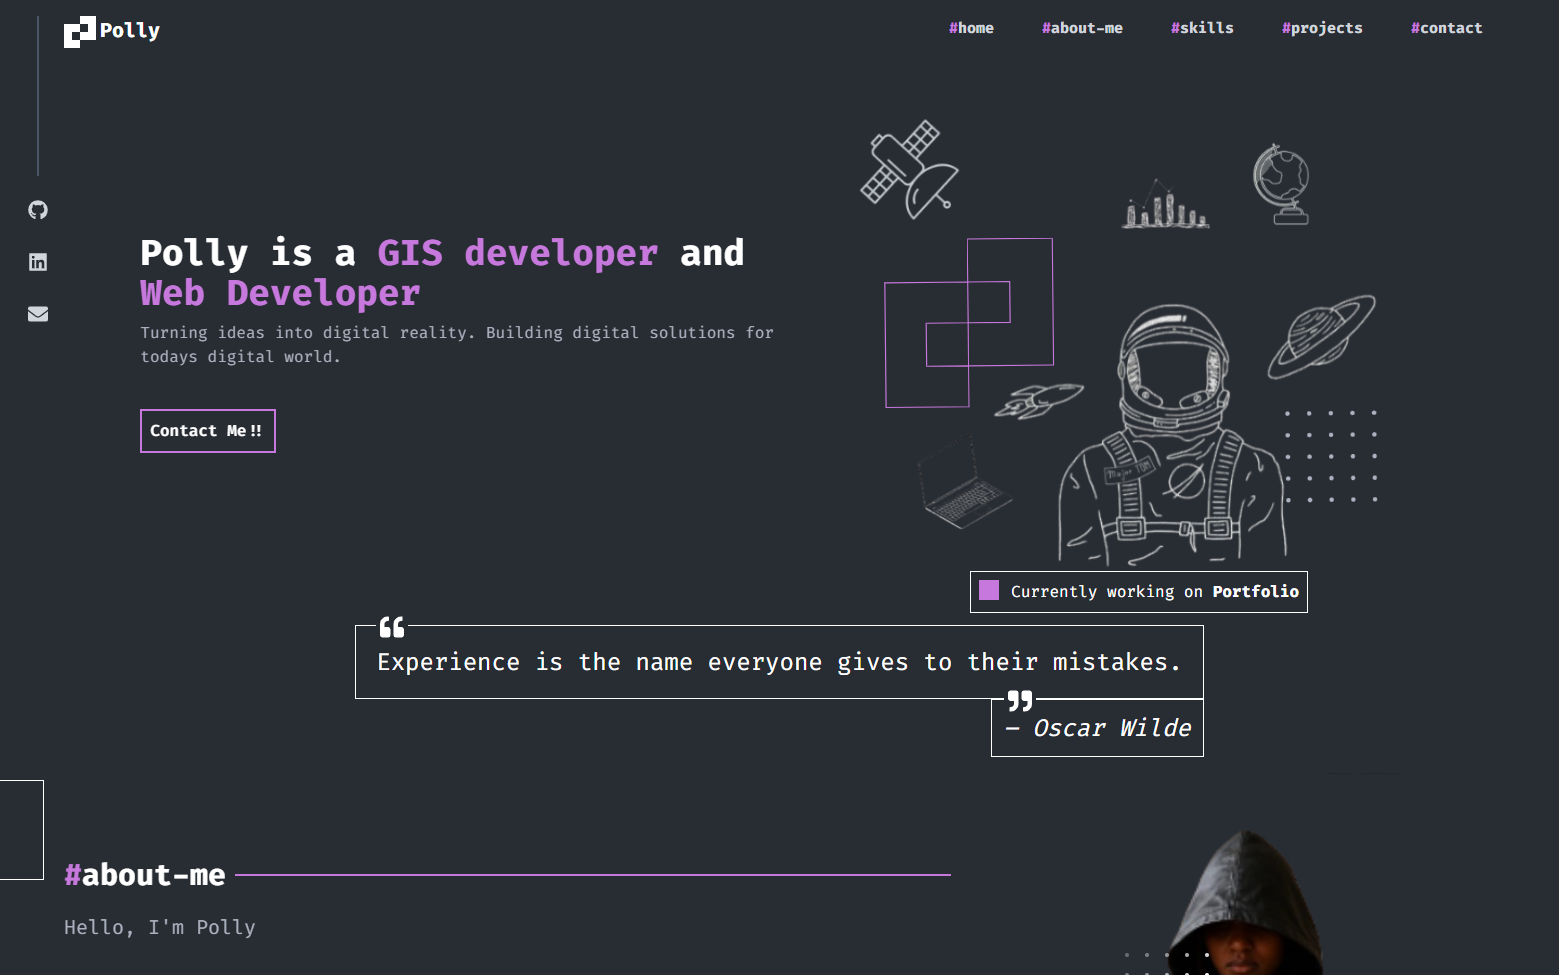 Polly
#home #about-me #skills #projects #contact
Polly is a GIS developer and
Web Developer
Turning ideas into digital reality. Building digital solutions for
todays digital world.
Contact Me!!
Major TOM
Currently working on Portfolio
“
Experience is the name everyone gives to their mistakes.
”
— Oscar Wilde
#about-me
Hello, I'm Polly